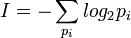 I = − ∑ log₂ pᵢ
pᵢ